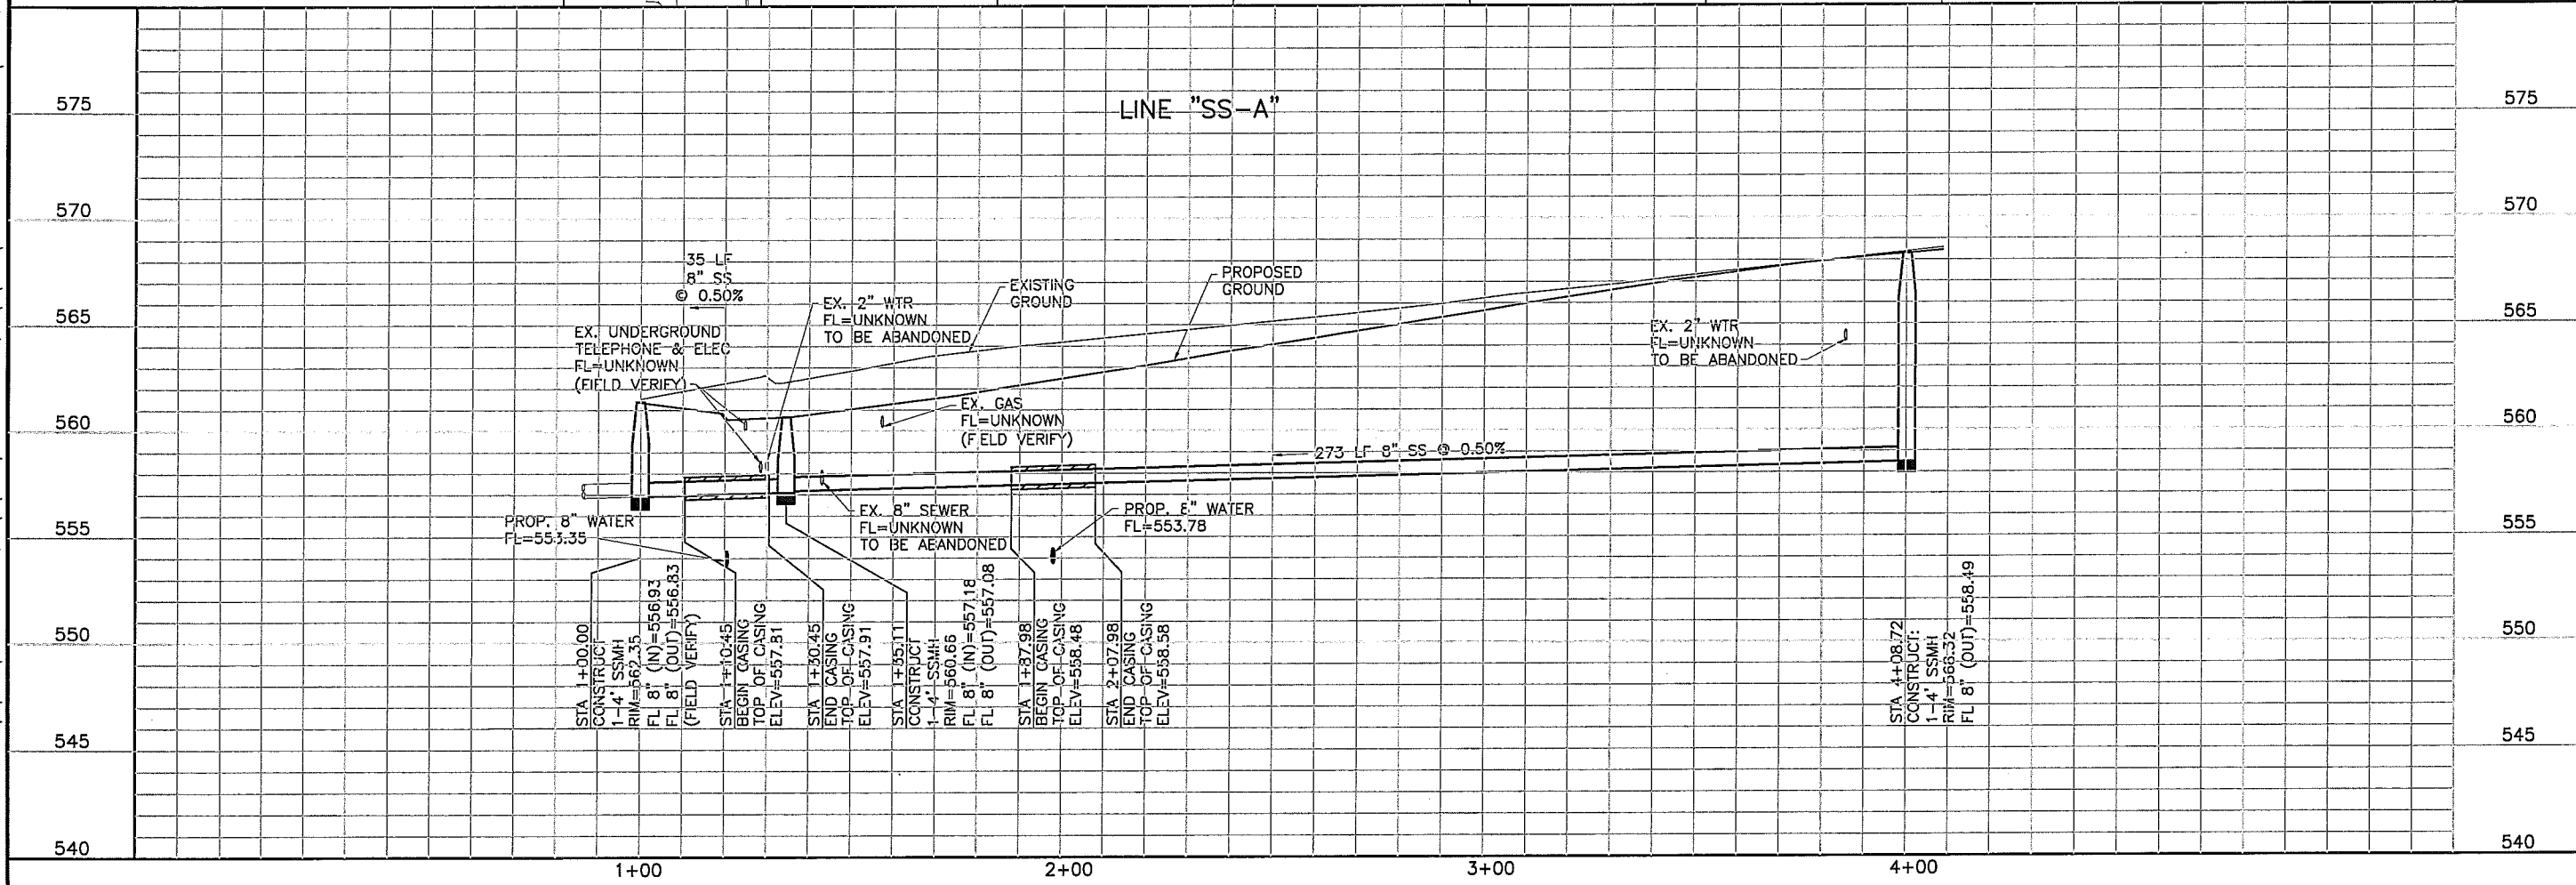 LINE "SS-A"
575
575
570
570
565
565
560
560
555
555
550
550
545
545
540
540
35 LF
8" SS
@ 0.50%
EX. UNDERGROUND
TELEPHONE & ELEC
FL=UNKNOWN
(FIELD VERIFY)
EX. 2" WTR
FL=UNKNOWN
TO BE ABANDONED
EXISTING
GROUND
PROPOSED
GROUND
EX. 2" WTR
FL=UNKNOWN
TO BE ABANDONED
EX. GAS
FL=UNKNOWN
(FIELD VERIFY)
273 LF 8" SS @ 0.50%
PROP. 8" WATER
FL=553.35
EX. 8" SEWER
FL=UNKNOWN
TO BE ABANDONED
PROP. 8" WATER
FL=553.78
STA 1+00.00
CONSTRUCT
1-4' SSMH
RIM=562.35
FL 8" (IN)=556.93
FL 8" (OUT)=556.83
(FIELD VERIFY)
STA 1+10.45
BEGIN CASING
TOP OF CASING
ELEV=557.81
STA 1+30.45
END CASING
TOP OF CASING
ELEV=557.91
STA 1+35.11
CONSTRUCT
1-4' SSMH
RIM=560.66
FL 8" (IN)=557.18
FL 8" (OUT)=557.08
STA 1+87.98
BEGIN CASING
TOP OF CASING
ELEV=558.48
STA 2+07.98
END CASING
TOP OF CASING
ELEV=558.58
STA 4+08.72
CONSTRUCT:
1-4' SSMH
RIM=568.32
FL 8" (OUT)=558.49
1+00
2+00
3+00
4+00